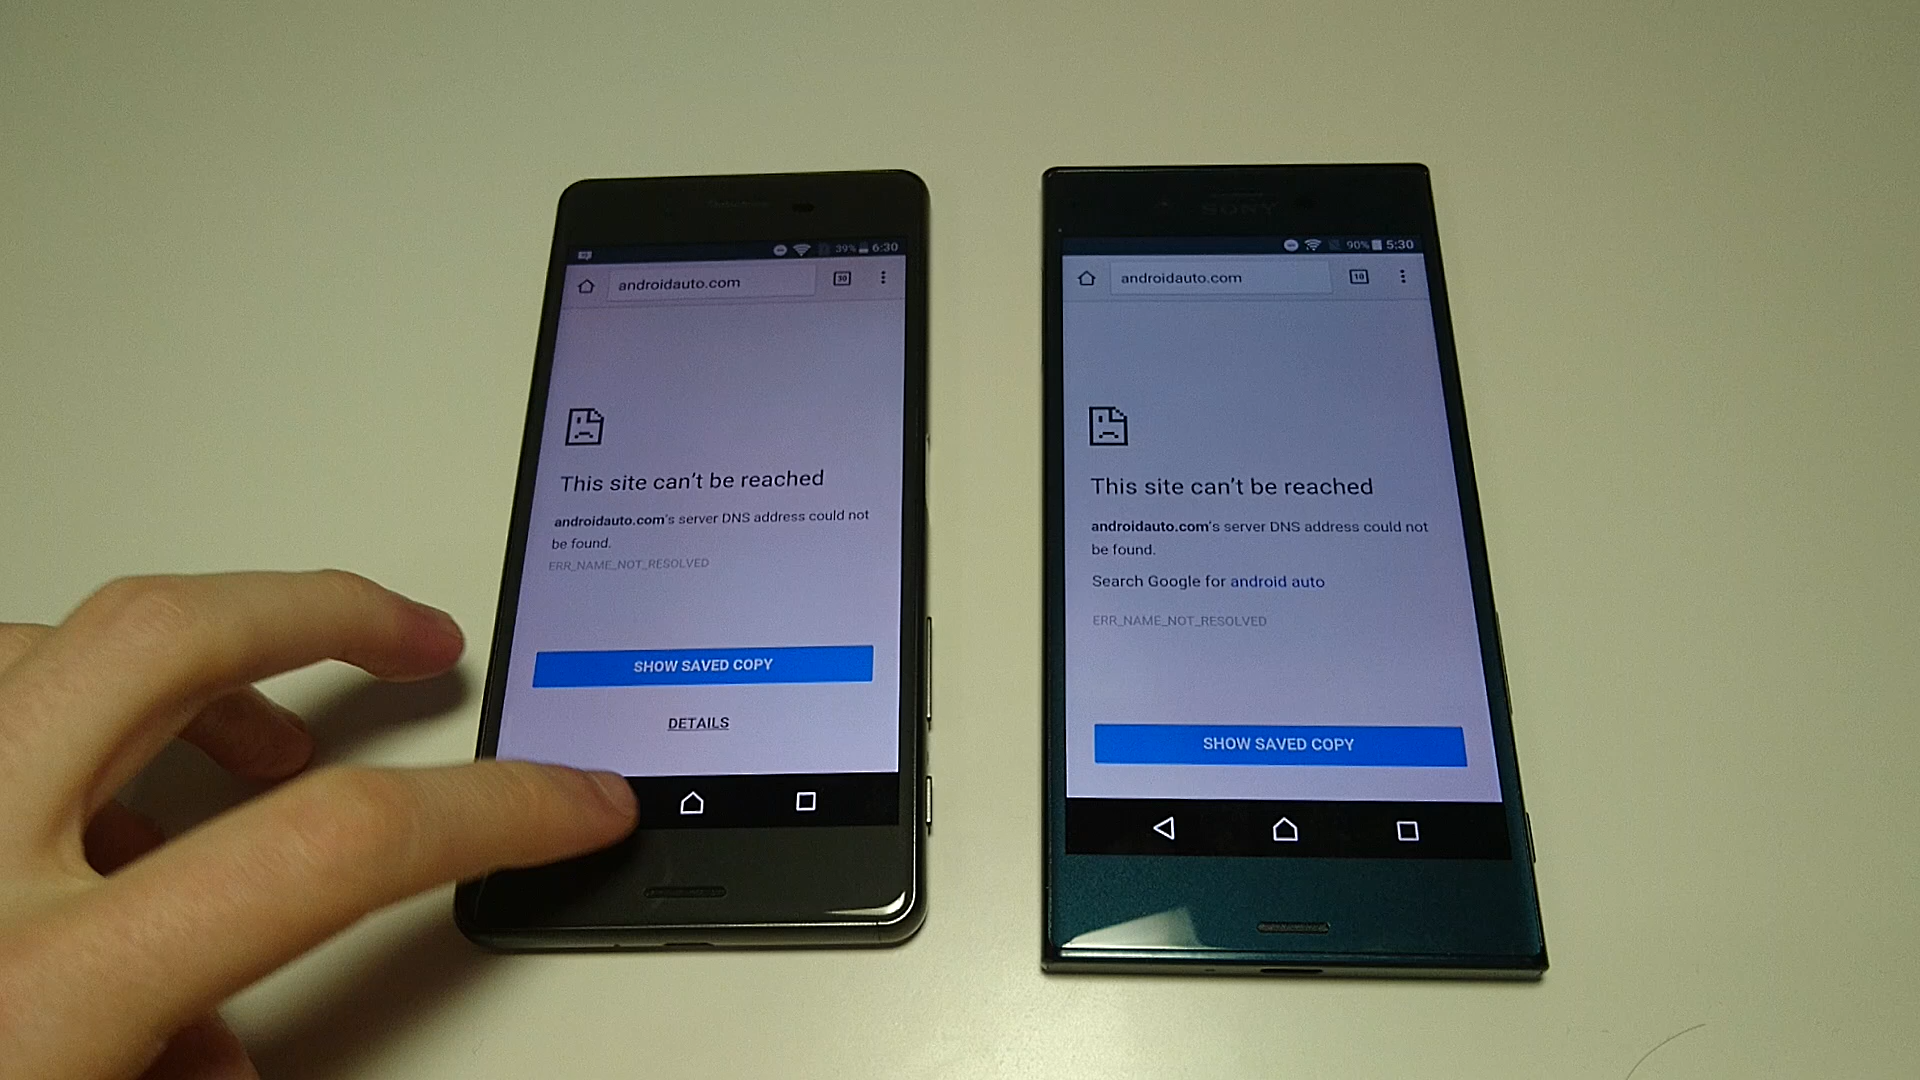 39% 6:30
androidauto.com
30
This site can't be reached
androidauto.com's server DNS address could not
be found.
ERR_NAME_NOT_RESOLVED
SHOW SAVED COPY
DETAILS
SONY
90% 5:30
androidauto.com
10
This site can't be reached
androidauto.com's server DNS address could not
be found.
Search Google for android auto
ERR_NAME_NOT_RESOLVED
SHOW SAVED COPY